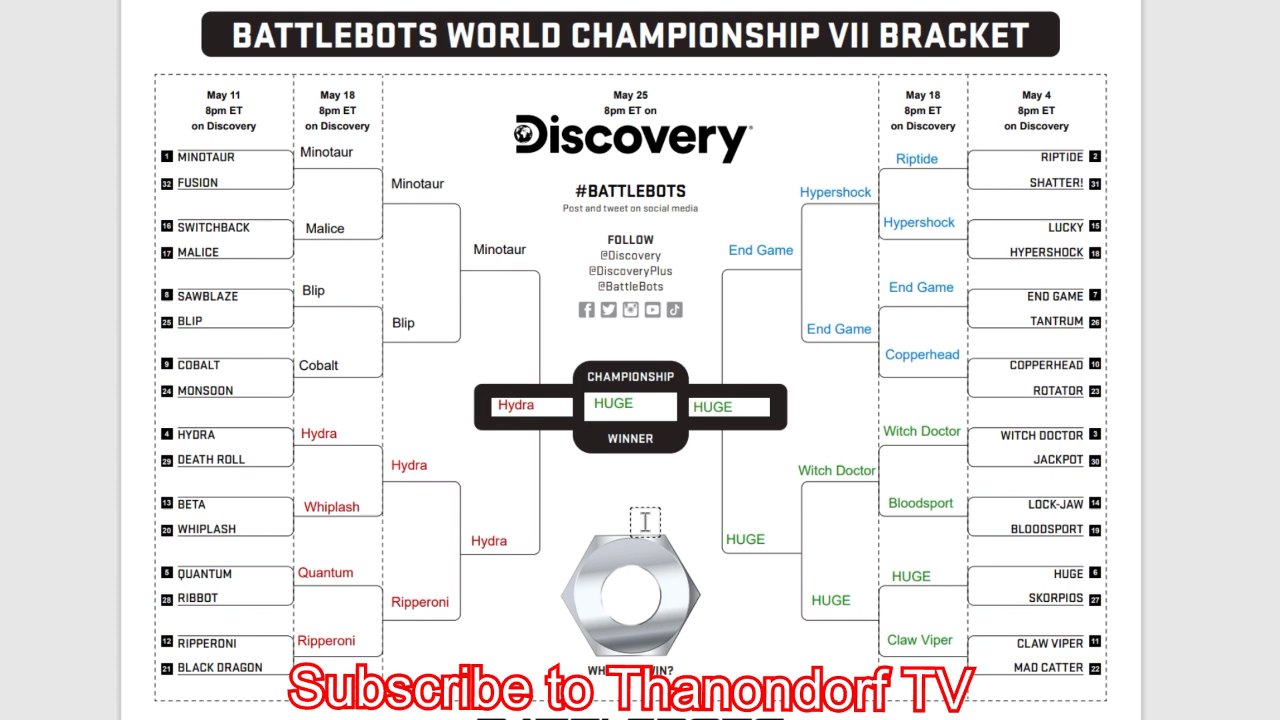 BATTLEBOTS WORLD CHAMPIONSHIP VII BRACKET
May 11
8pm ET
on Discovery
May 18
8pm ET
on Discovery
May 25
8pm ET on
Discovery
May 18
8pm ET
on Discovery
May 4
8pm ET
on Discovery
1 MINOTAUR
32 FUSION
16 SWITCHBACK
17 MALICE
8 SAWBLAZE
25 BLIP
9 COBALT
24 MONSOON
4 HYDRA
29 DEATH ROLL
13 BETA
20 WHIPLASH
5 QUANTUM
28 RIBBOT
12 RIPPERONI
21 BLACK DRAGON
Minotaur
Malice
Blip
Cobalt
Hydra
Whiplash
Quantum
Ripperoni
Minotaur
Blip
Hydra
Ripperoni
Minotaur
Hydra
#BATTLEBOTS
Post and tweet on social media
FOLLOW
@Discovery
@DiscoveryPlus
@BattleBots
CHAMPIONSHIP
Hydra
HUGE
HUGE
WINNER
End Game
HUGE
Hypershock
End Game
Witch Doctor
HUGE
Riptide
Hypershock
End Game
Copperhead
Witch Doctor
Bloodsport
HUGE
Claw Viper
RIPTIDE 2
SHATTER! 31
LUCKY 15
HYPERSHOCK 18
END GAME 7
TANTRUM 26
COPPERHEAD 10
ROTATOR 23
WITCH DOCTOR 3
JACKPOT 30
LOCK-JAW 14
BLOODSPORT 19
HUGE 6
SKORPIOS 27
CLAW VIPER 11
MAD CATTER 22
Subscribe to Thanondorf TV